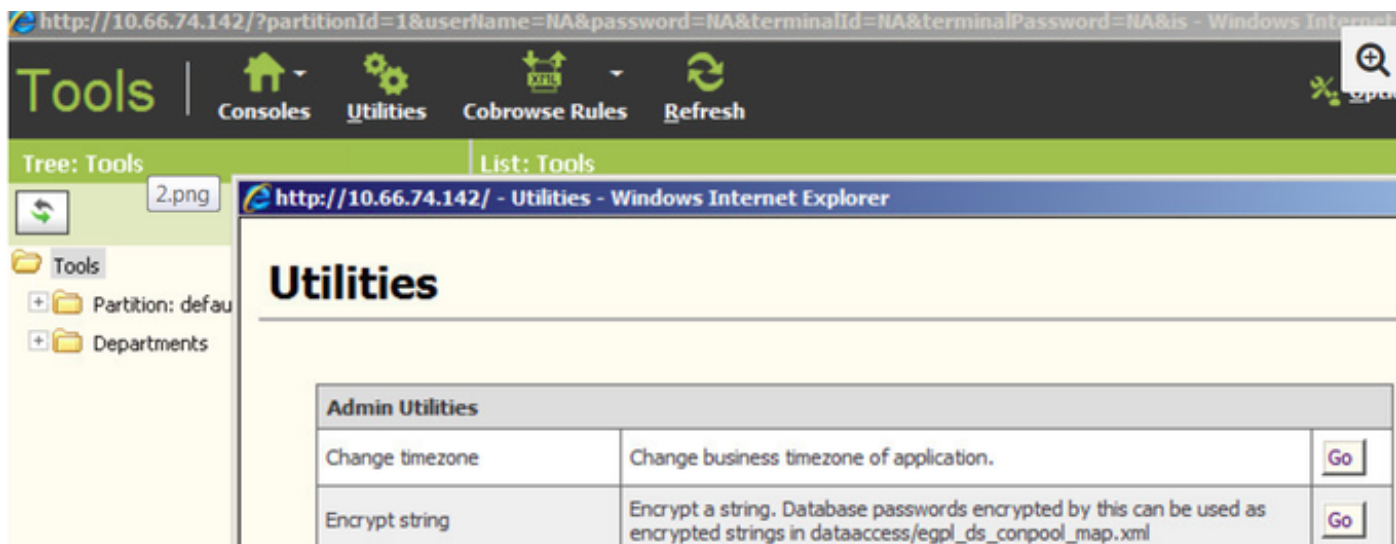 http://10.66.74.142/?partitionId=1&userName=NA&password=NA&terminalId=NA&terminalPassword=NA&is - Windows Internet
Tools
Consoles Utilities Cobrowse Rules Refresh
XML
Tree: Tools List: Tools
2.png
http://10.66.74.142/ - Utilities - Windows Internet Explorer
Tools
Partition: defau
Departments
Utilities
Admin Utilities
Change timezone Change business timezone of application. Go
Encrypt string Encrypt a string. Database passwords encrypted by this can be used as
encrypted strings in dataaccess/egpl_ds_conpool_map.xml Go